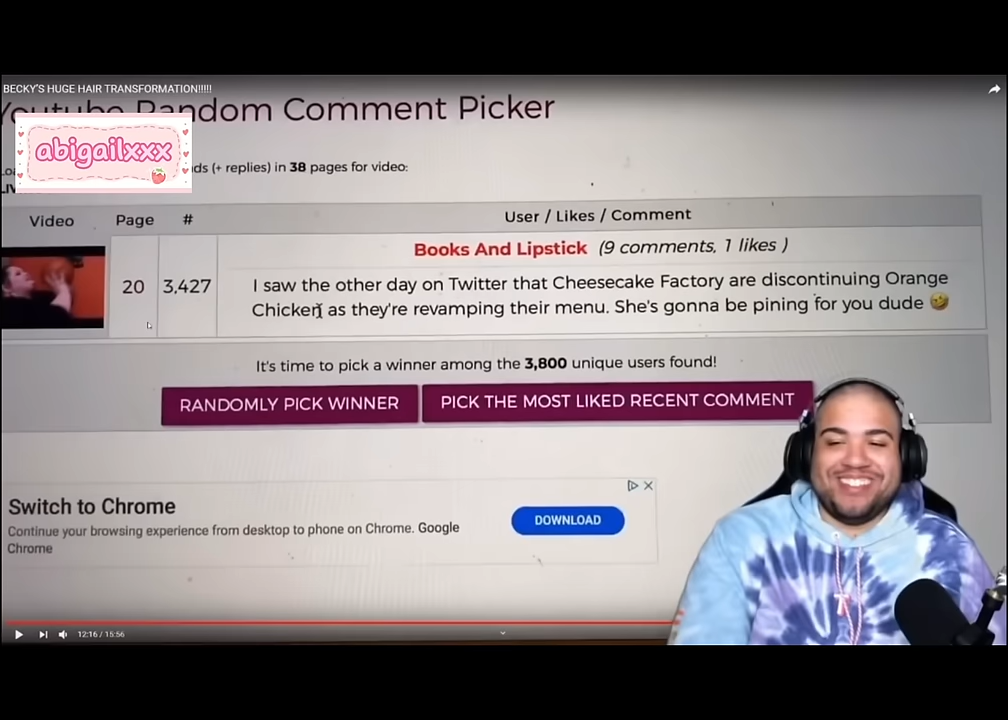 BECKY'S HUGE HAIR TRANSFORMATION!!!!!
Youtube Random Comment Picker
abigailxxx
ds (+ replies) in 38 pages for video:
Video Page # User / Likes / Comment
Books And Lipstick (9 comments, 1 likes )
20 3,427 I saw the other day on Twitter that Cheesecake Factory are discontinuing Orange
Chicken as they're revamping their menu. She's gonna be pining for you dude 🤣
It's time to pick a winner among the 3,800 unique users found!
RANDOMLY PICK WINNER PICK THE MOST LIKED RECENT COMMENT
Switch to Chrome
Continue your browsing experience from desktop to phone on Chrome. Google
Chrome
DOWNLOAD
12:16 / 15:56